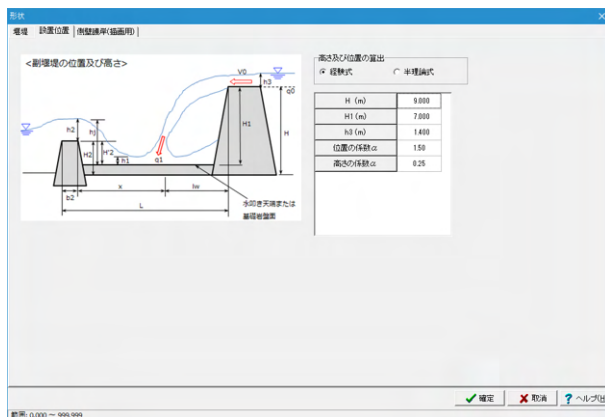 形状
堰堤 設置位置 側壁護岸(描画用)
<副堰堤の位置及び高さ>
V0
h3
q0
H1
H
h2
hj
H2
H'2
h1
q1
x
lw
b2
L
水叩き天端または
基礎岩盤面
高さ及び位置の算出
経験式 半理論式
H (m) 9.000
H1 (m) 7.800
h3 (m) 1.400
位置の係数α 1.50
高さの係数α 0.25
確定 取消 ? ヘルプ(H)
範囲: 0.000 ~ 999.999